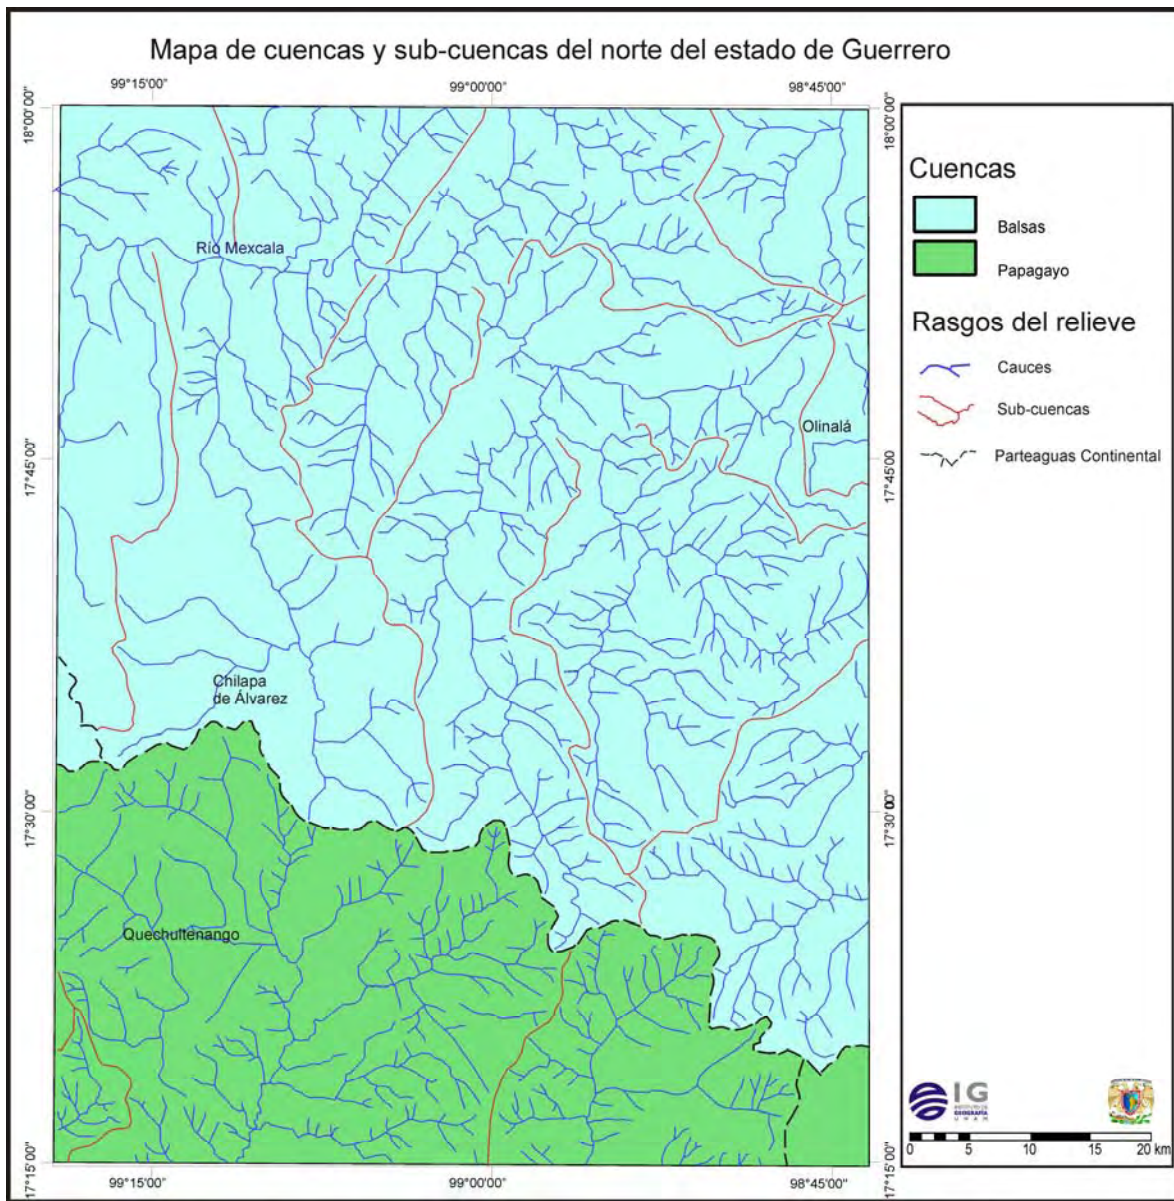 Mapa de cuencas y sub-cuencas del norte del estado de Guerrero
99°15'00"
99°00'00"
98°45'00"
18°00'00"
18°00'00"
Cuencas
Balsas
Río Mexcala
Papagayo
Rasgos del relieve
Cauces
Sub-cuencas
Olinalá
Parteaguas Continental
17°45'00"
17°45'00"
Chilapa
de Álvarez
17°30'00"
17°30'00"
Quechultenango
IG
INSTITUTO DE
GEOGRAFÍA
UNAM
0 5 10 15 20 km
17°15'00"
17°15'00"
99°15'00"
99°00'00"
98°45'00"